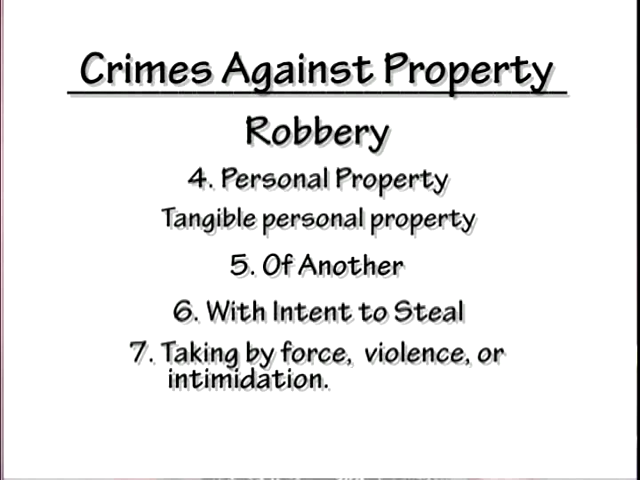 Crimes Against Property
Robbery
4. Personal Property
Tangible personal property
5. Of Another
6. With Intent to Steal
7. Taking by force, violence, or
intimidation.